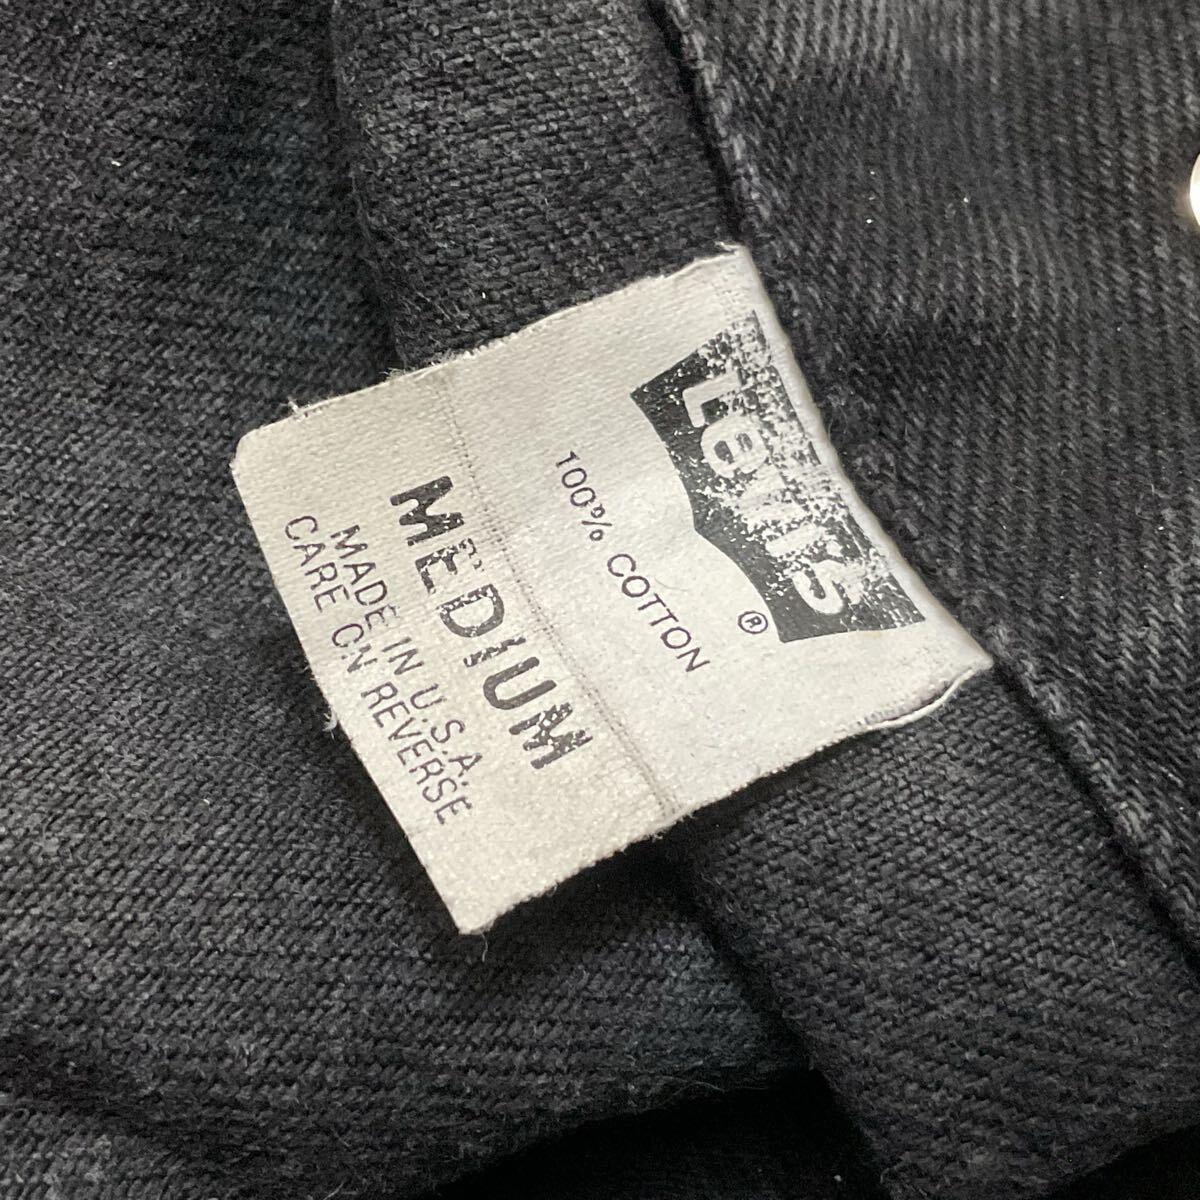 Levi's
®
100% COTTON
MEDIUM
MADE IN U.S.A.
CARE ON REVERSE